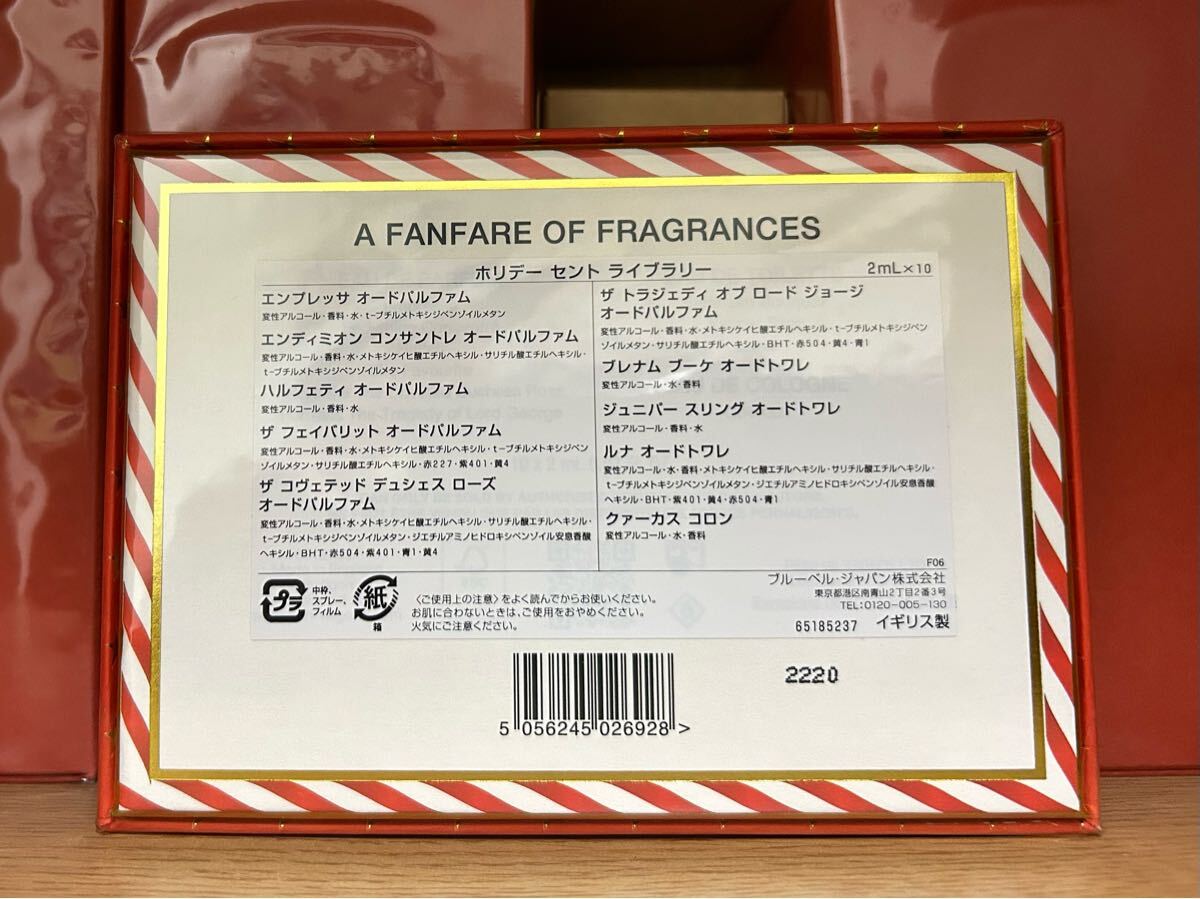 A FANFARE OF FRAGRANCES
ホリデー セント ライブラリー
2mL×10
エンプレッサ オードパルファム
変性アルコール・香料・水・t-ブチルメトキシジベンゾイルメタン
エンディミオン コンサントレ オードパルファム
変性アルコール・香料・水・メトキシケイヒ酸エチルヘキシル・サリチル酸エチルヘキシル・
t-ブチルメトキシジベンゾイルメタン
ハルフェティ オードパルファム
変性アルコール・香料・水
ザ フェイバリット オードパルファム
変性アルコール・香料・水・メトキシケイヒ酸エチルヘキシル・t-ブチルメトキシジベン
ゾイルメタン・サリチル酸エチルヘキシル・赤227・紫401・黄4
ザ コヴェテッド デュシェス ローズ
オードパルファム
変性アルコール・香料・水・メトキシケイヒ酸エチルヘキシル・サリチル酸エチルヘキシル・
t-ブチルメトキシジベンゾイルメタン・ジエチルアミノヒドロキシベンゾイル安息香酸
ヘキシル・BHT・赤504・紫401・青1・黄4
ザ トラジェディ オブ ロード ジョージ
オードパルファム
変性アルコール・香料・水・メトキシケイヒ酸エチルヘキシル・t-ブチルメトキシジベン
ゾイルメタン・サリチル酸エチルヘキシル・BHT・赤504・黄4・青1
ブレナム ブーケ オードトワレ
変性アルコール・水・香料
ジュニパー スリング オードトワレ
変性アルコール・香料・水
ルナ オードトワレ
変性アルコール・水・香料・メトキシケイヒ酸エチルヘキシル・サリチル酸エチルヘキシル・
t-ブチルメトキシジベンゾイルメタン・ジエチルアミノヒドロキシベンゾイル安息香酸
ヘキシル・BHT・紫401・黄4・赤504・青1
クァーカス コロン
変性アルコール・水・香料
F06
プラ
中枠、
スプレー、
フィルム
紙
箱
〈ご使用上の注意〉をよく読んでからお使いください。
お肌に合わないときは、ご使用をおやめください。
火気にご注意ください。
ブルーベル・ジャパン株式会社
東京都港区南青山2丁目2番3号
TEL:0120-005-130
65185237 イギリス製
2220
5 056245 026928 >